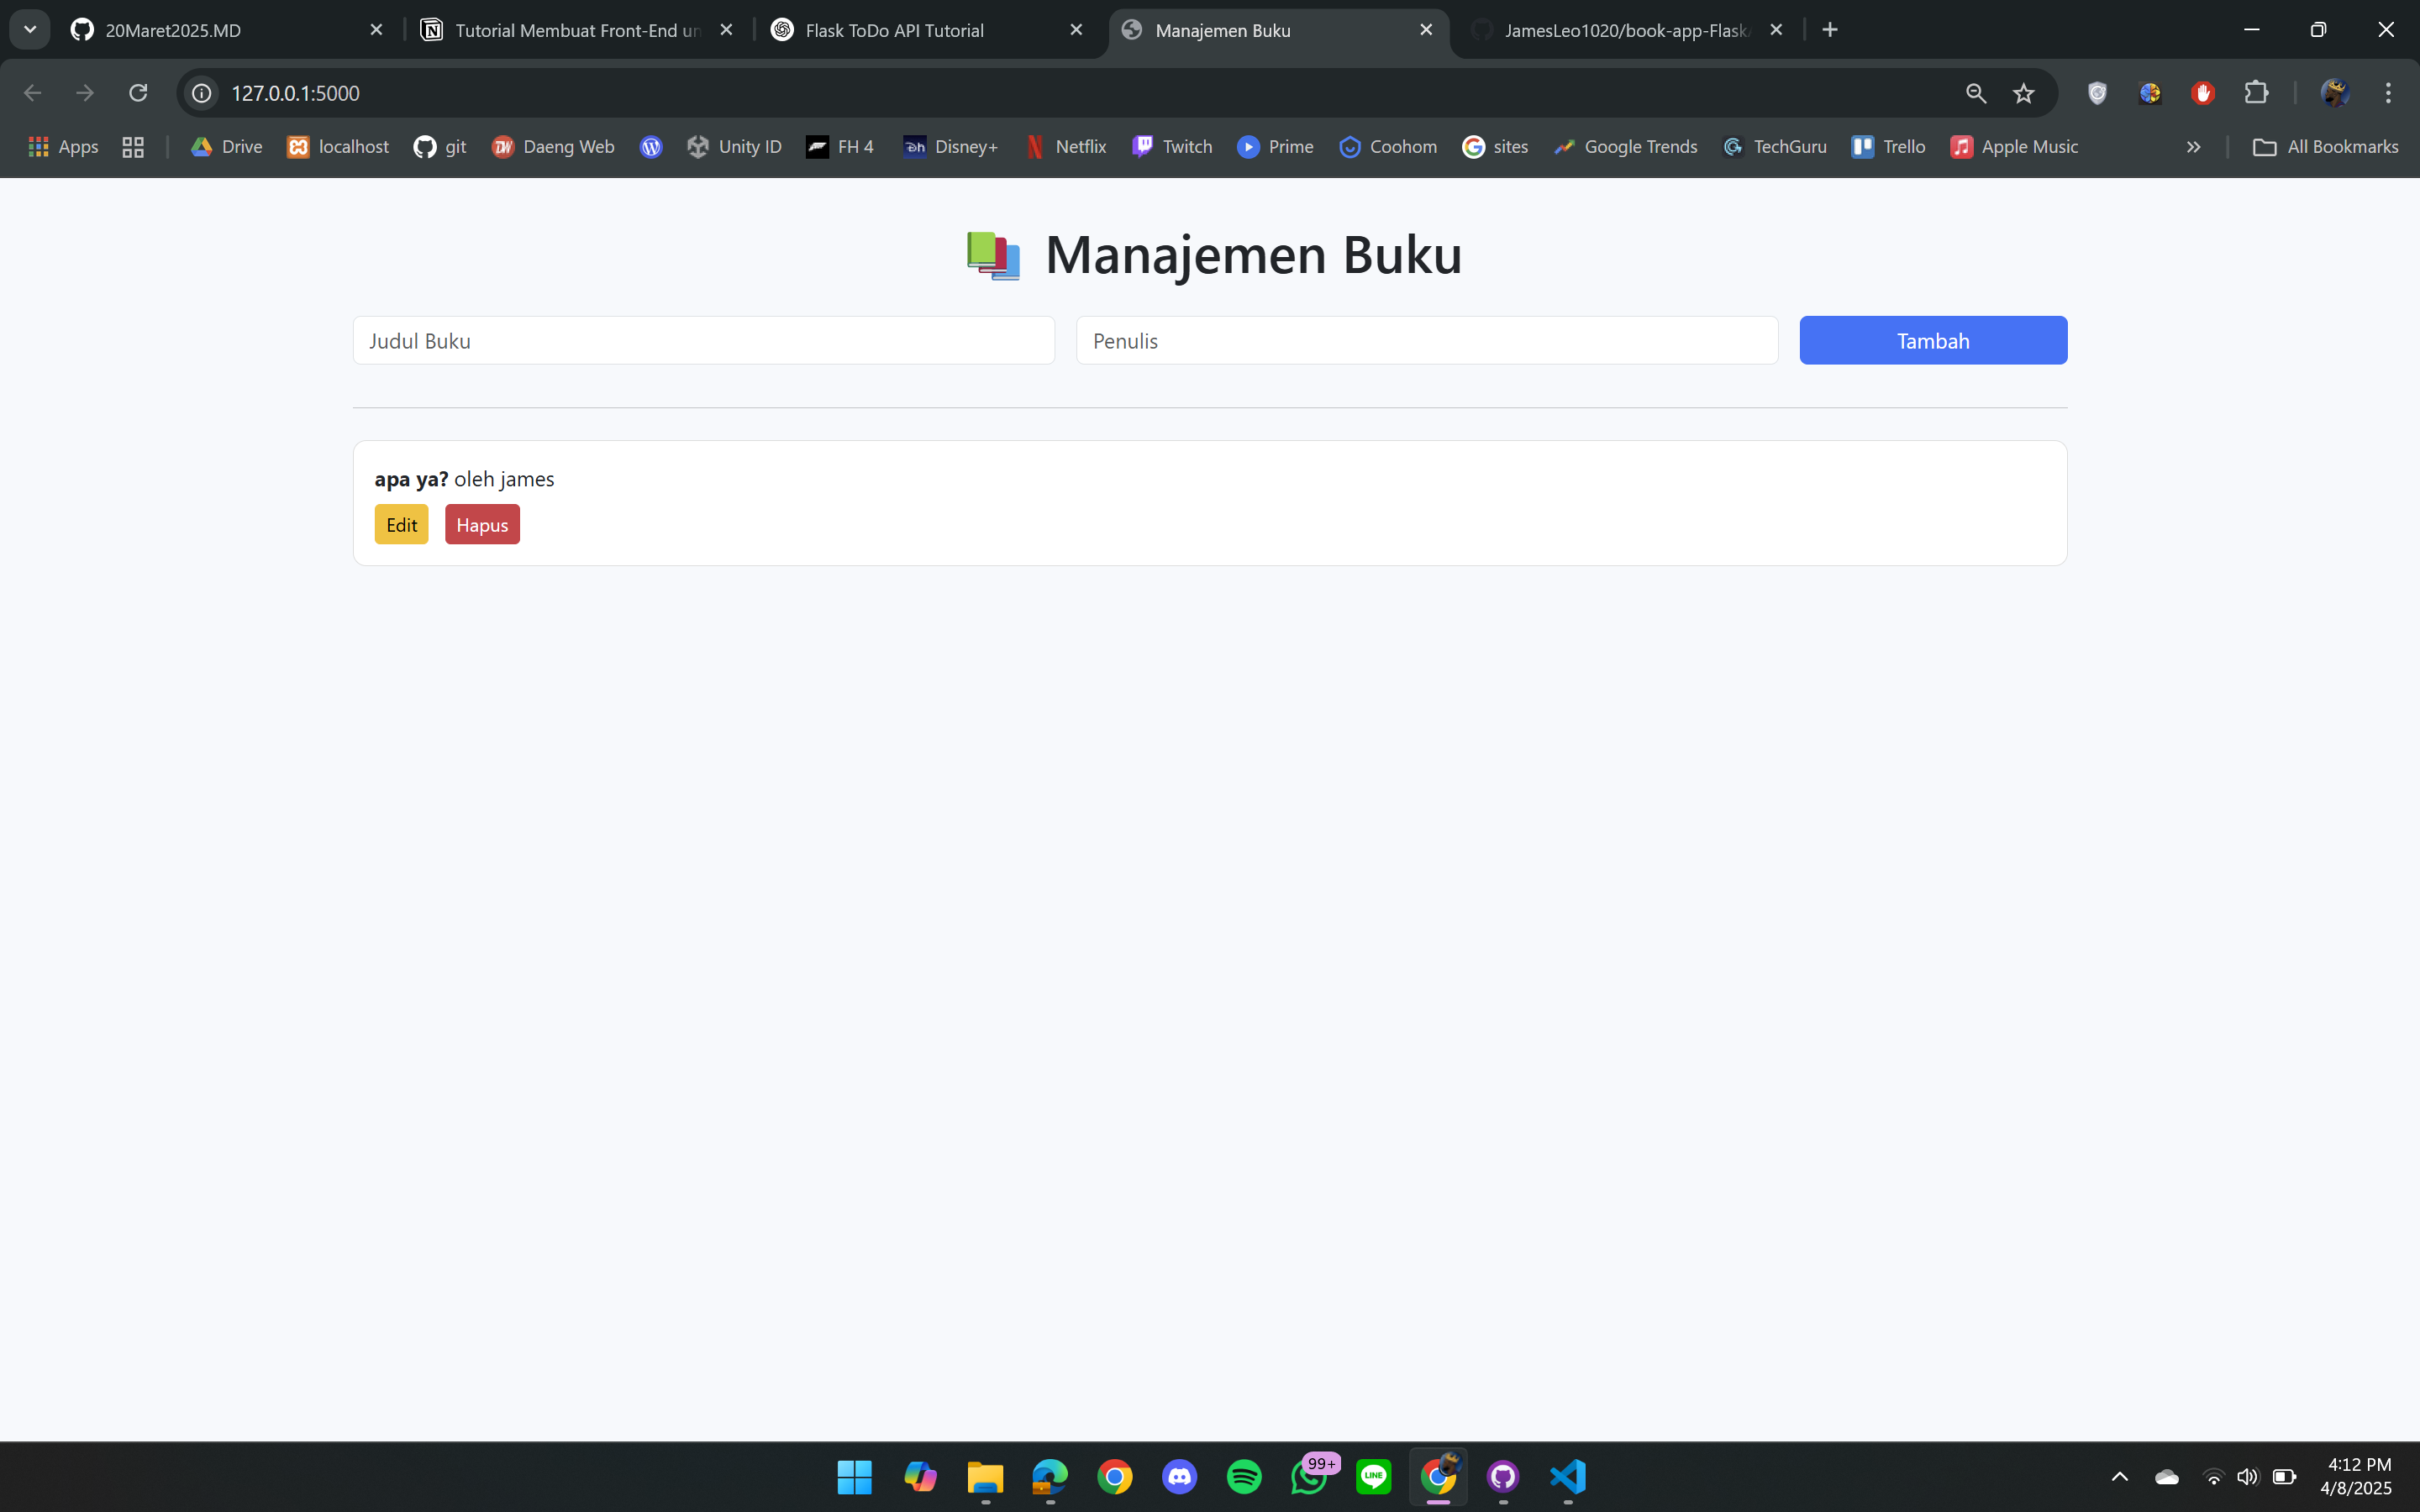 20Maret2025.MD
Tutorial Membuat Front-End un
Flask ToDo API Tutorial
Manajemen Buku
JamesLeo1020/book-app-Flask
127.0.0.1:5000
Apps
Drive
localhost
git
DW
Daeng Web
Unity ID
FH 4
Disney+
Netflix
Twitch
Prime
Coohom
sites
Google Trends
TechGuru
Trello
Apple Music
All Bookmarks
Manajemen Buku
Judul Buku
Penulis
Tambah
apa ya? oleh james
Edit
Hapus
99+
LINE
4:12 PM
4/8/2025